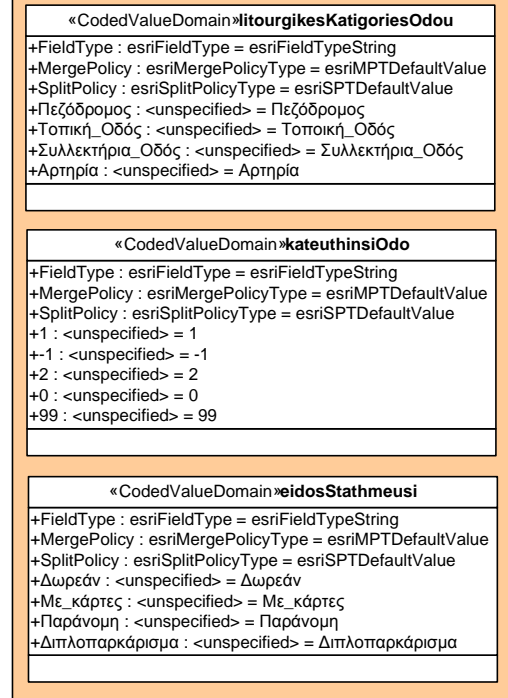 «CodedValueDomain»litourgikesKatigoriesOdou
+FieldType : esriFieldType = esriFieldTypeString
+MergePolicy : esriMergePolicyType = esriMPTDefaultValue
+SplitPolicy : esriSplitPolicyType = esriSPTDefaultValue
+Πεζόδρομος : <unspecified> = Πεζόδρομος
+Τοπική_Οδός : <unspecified> = Τοποική_Οδός
+Συλλεκτήρια_Οδός : <unspecified> = Συλλεκτήρια_Οδός
+Αρτηρία : <unspecified> = Αρτηρία
«CodedValueDomain»kateuthinsiOdo
+FieldType : esriFieldType = esriFieldTypeString
+MergePolicy : esriMergePolicyType = esriMPTDefaultValue
+SplitPolicy : esriSplitPolicyType = esriSPTDefaultValue
+1 : <unspecified> = 1
+-1 : <unspecified> = -1
+2 : <unspecified> = 2
+0 : <unspecified> = 0
+99 : <unspecified> = 99
«CodedValueDomain»eidosStathmeusi
+FieldType : esriFieldType = esriFieldTypeString
+MergePolicy : esriMergePolicyType = esriMPTDefaultValue
+SplitPolicy : esriSplitPolicyType = esriSPTDefaultValue
+Δωρεάν : <unspecified> = Δωρεάν
+Με_κάρτες : <unspecified> = Με_κάρτες
+Παράνομη : <unspecified> = Παράνομη
+Διπλοπαρκάρισμα : <unspecified> = Διπλοπαρκάρισμα